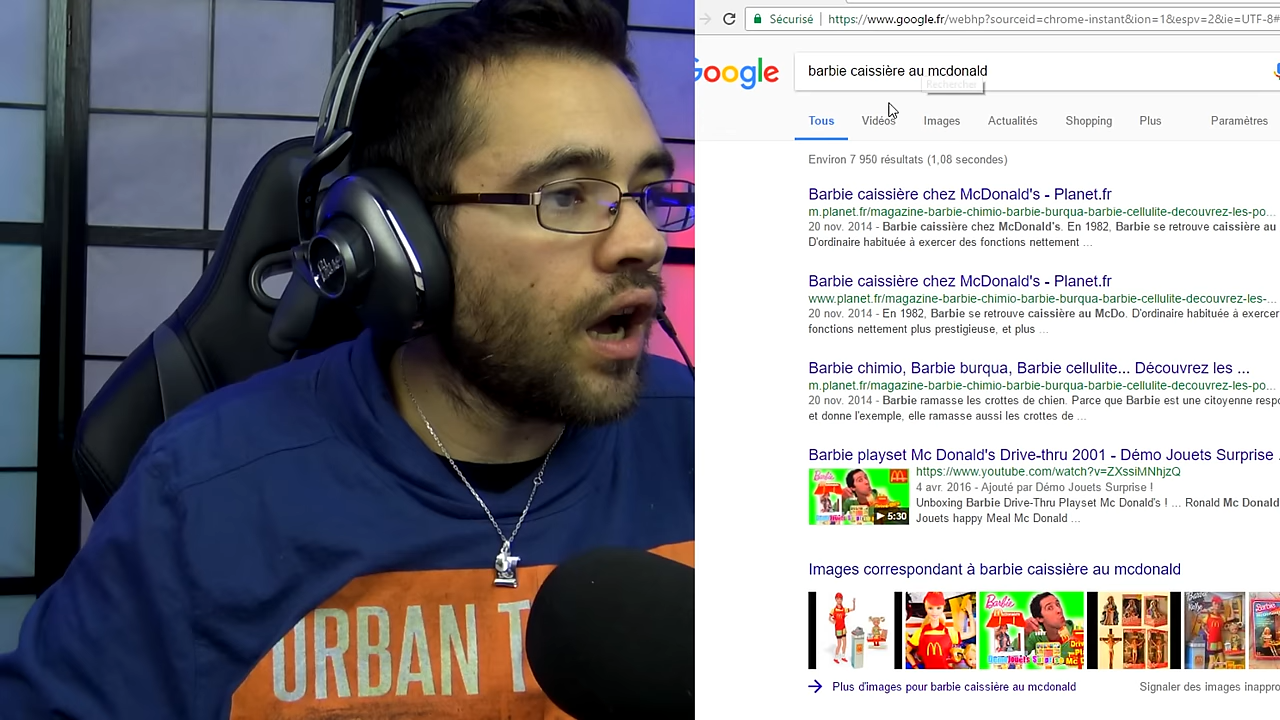 Sécurisé
https://www.google.fr/webhp?sourceid=chrome-instant&ion=1&espv=2&ie=UTF-8#
Google
barbie caissière au mcdonald
Rechercher
Tous Vidéos Images Actualités Shopping Plus Paramètres
Environ 7 950 résultats (1,08 secondes)
Barbie caissière chez McDonald's - Planet.fr
m.planet.fr/magazine-barbie-chimio-barbie-burqua-barbie-cellulite-decouvrez-les-po...
20 nov. 2014 - Barbie caissière chez McDonald's. En 1982, Barbie se retrouve caissière au
D'ordinaire habituée à exercer des fonctions nettement ...
Barbie caissière chez McDonald's - Planet.fr
www.planet.fr/magazine-barbie-chimio-barbie-burqua-barbie-cellulite-decouvrez-les-...
20 nov. 2014 - En 1982, Barbie se retrouve caissière au McDo. D'ordinaire habituée à exercer
fonctions nettement plus prestigieuse, et plus ...
Barbie chimio, Barbie burqua, Barbie cellulite... Découvrez les ...
m.planet.fr/magazine-barbie-chimio-barbie-burqua-barbie-cellulite-decouvrez-les-po...
20 nov. 2014 - Barbie ramasse les crottes de chien. Parce que Barbie est une citoyenne resp
et donne l'exemple, elle ramasse aussi les crottes de ...
Barbie playset Mc Donald's Drive-thru 2001 - Démo Jouets Surprise
https://www.youtube.com/watch?v=ZXssiMNhjzQ
4 avr. 2016 - Ajouté par Démo Jouets Surprise !
Unboxing Barbie Drive-Thru Playset Mc Donald's ! ... Ronald Mc Donald
Jouets happy Meal Mc Donald ...
5:30
Images correspondant à barbie caissière au mcdonald
Barbie
Plus d'images pour barbie caissière au mcdonald
Signaler des images inappro
URBAN T